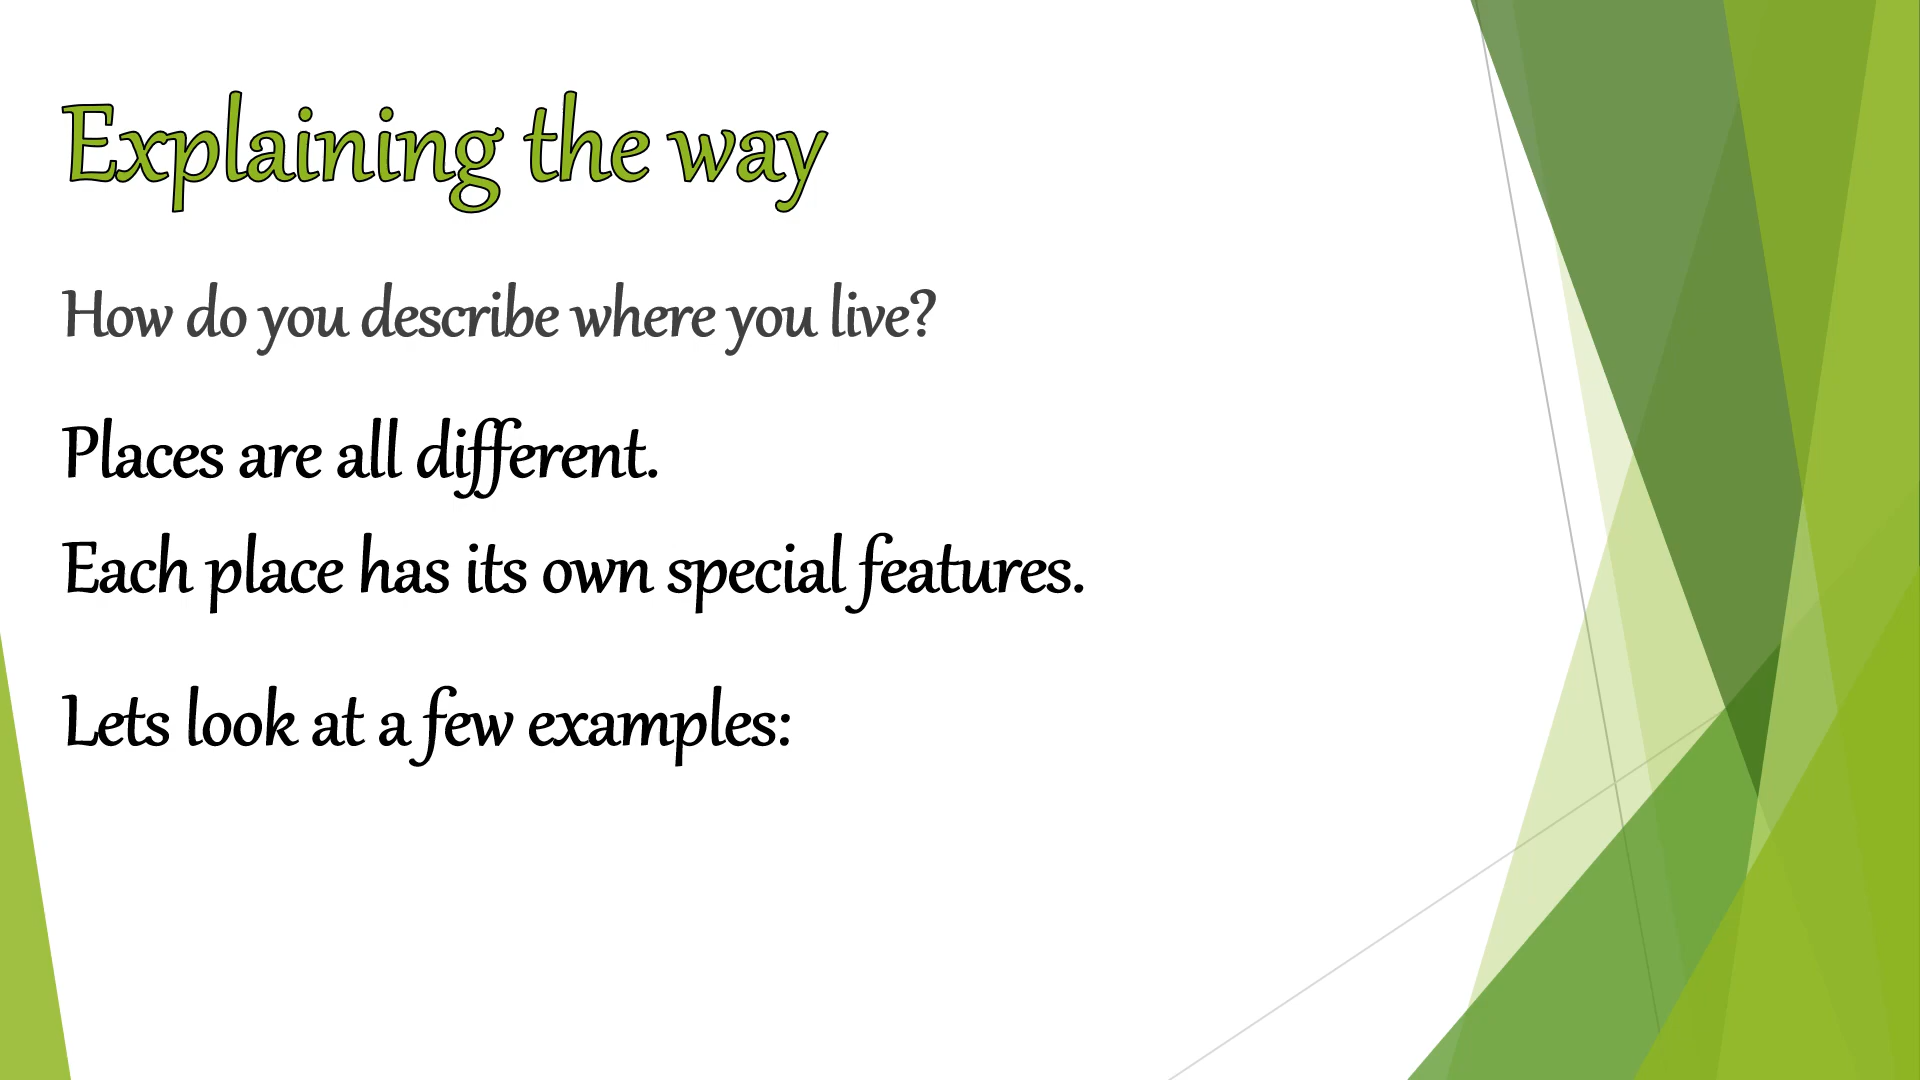 Explaining the way
How do you describe where you live?
Places are all different.
Each place has its own special features.
Lets look at a few examples: